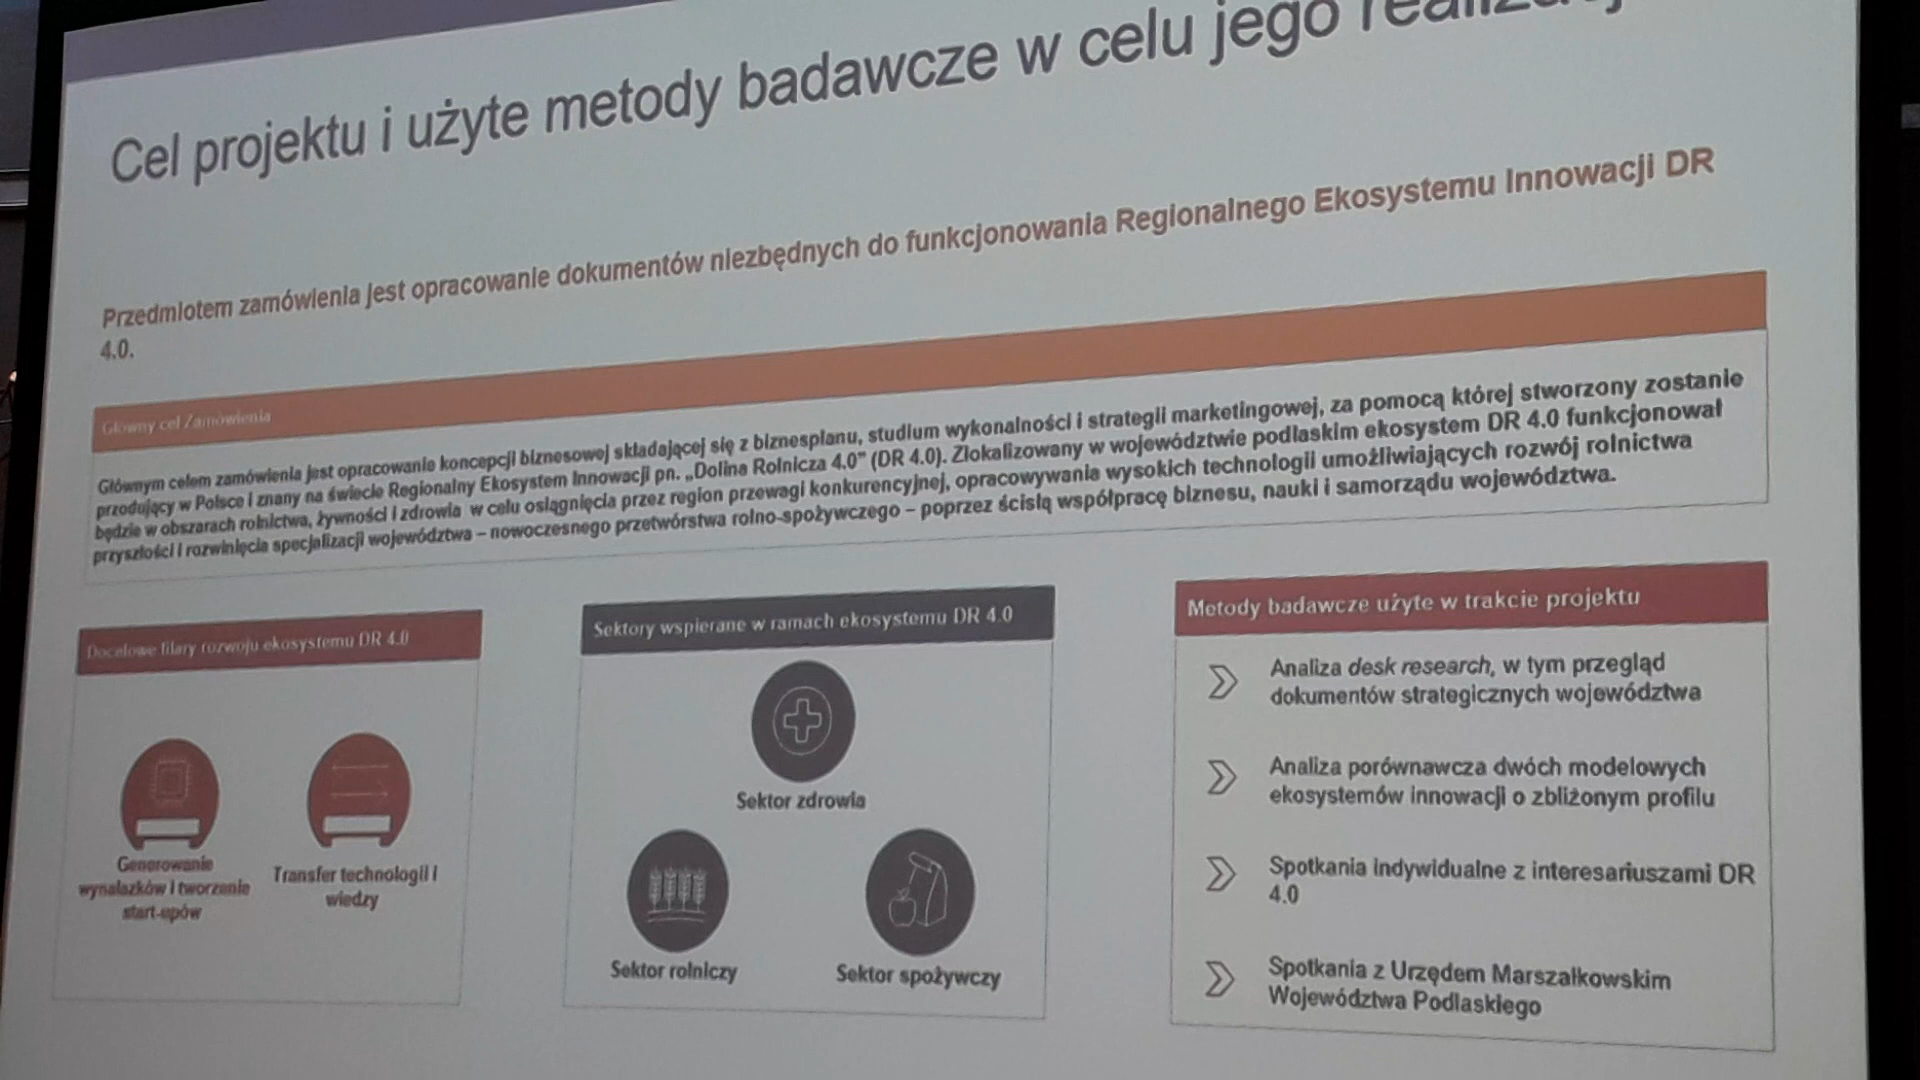 Cel projektu i użyte metody badawcze w celu jego
Przedmiotem zamówienia jest opracowanie dokumentów niezbędnych do funkcjonowania Regionalnego Ekosystemu Innowacji DR
4.0.
Główny cel Zamówienia
Głównym celem zamówienia jest opracowanie koncepcji biznesowej składającej się z biznesplanu, studium wykonalności i strategii marketingowej, za pomocą której stworzony zostanie
przodujący w Polsce i znany na świecie Regionalny Ekosystem Innowacji pn. „Dolina Rolnicza 4.0” (DR 4.0). Zlokalizowany w województwie podlaskim ekosystem DR 4.0 funkcjonował
będzie w obszarach rolnictwa, żywności i zdrowia w celu osiągnięcia przez region przewagi konkurencyjnej, opracowywania wysokich technologii umożliwiających rozwój rolnictwa
przyszłości i rozwinięcia specjalizacji województwa – nowoczesnego przetwórstwa rolno-spożywczego – poprzez ścisłą współpracę biznesu, nauki i samorządu województwa.
Docelowe filary rozwoju ekosystemu DR 4.0
Generowanie
wynalazków i tworzenie
start-upów
Transfer technologii i
wiedzy
Sektory wspierane w ramach ekosystemu DR 4.0
Sektor zdrowia
Sektor rolniczy
Sektor spożywczy
Metody badawcze użyte w trakcie projektu
Analiza desk research, w tym przegląd
dokumentów strategicznych województwa
Analiza porównawcza dwóch modelowych
ekosystemów innowacji o zbliżonym profilu
Spotkania indywidualne z interesariuszami DR
4.0
Spotkania z Urzędem Marszałkowskim
Województwa Podlaskiego